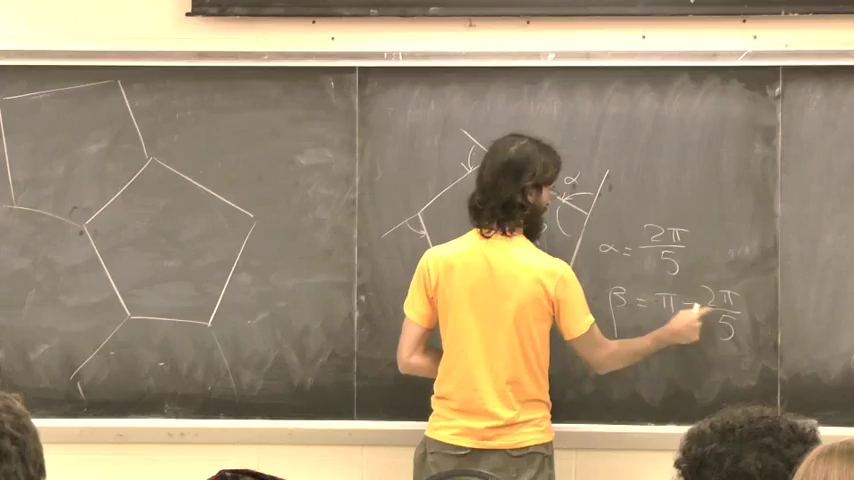 α
α = 2π/5
β = π - 2π/5